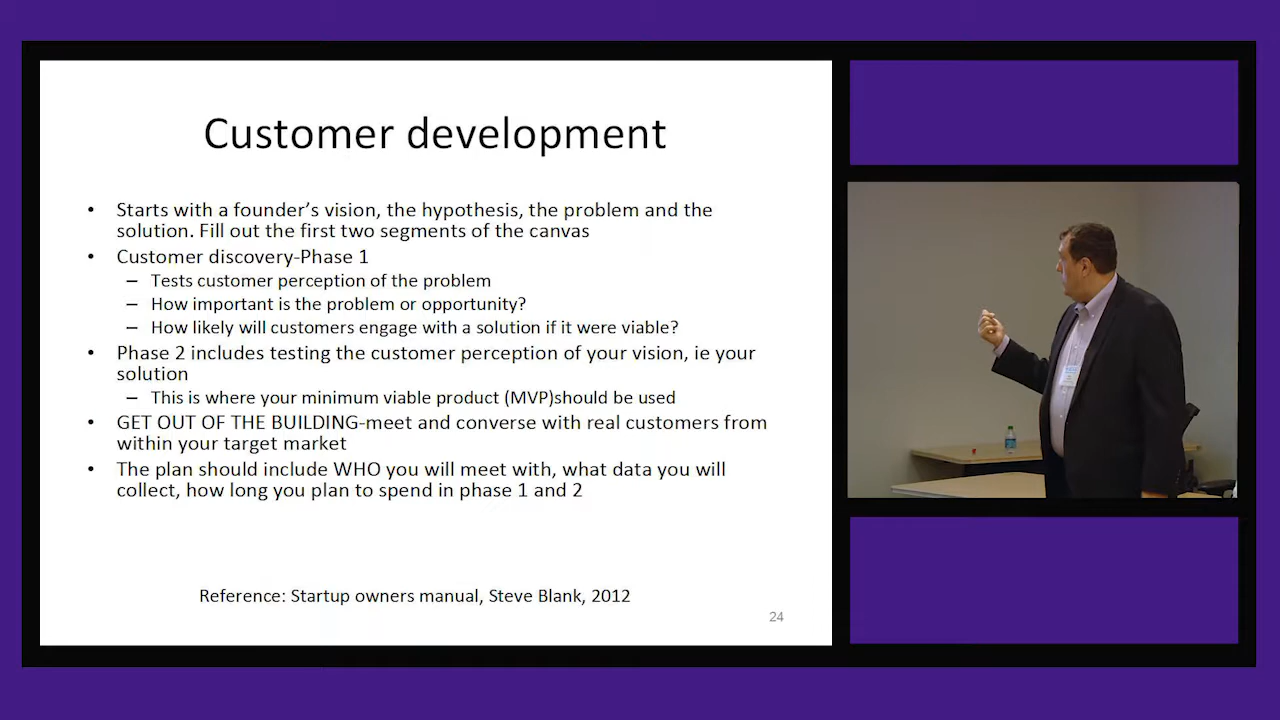 Customer development
• Starts with a founder's vision, the hypothesis, the problem and the
solution. Fill out the first two segments of the canvas
• Customer discovery-Phase 1
– Tests customer perception of the problem
– How important is the problem or opportunity?
– How likely will customers engage with a solution if it were viable?
• Phase 2 includes testing the customer perception of your vision, ie your
solution
– This is where your minimum viable product (MVP)should be used
• GET OUT OF THE BUILDING-meet and converse with real customers from
within your target market
• The plan should include WHO you will meet with, what data you will
collect, how long you plan to spend in phase 1 and 2
Reference: Startup owners manual, Steve Blank, 2012
24